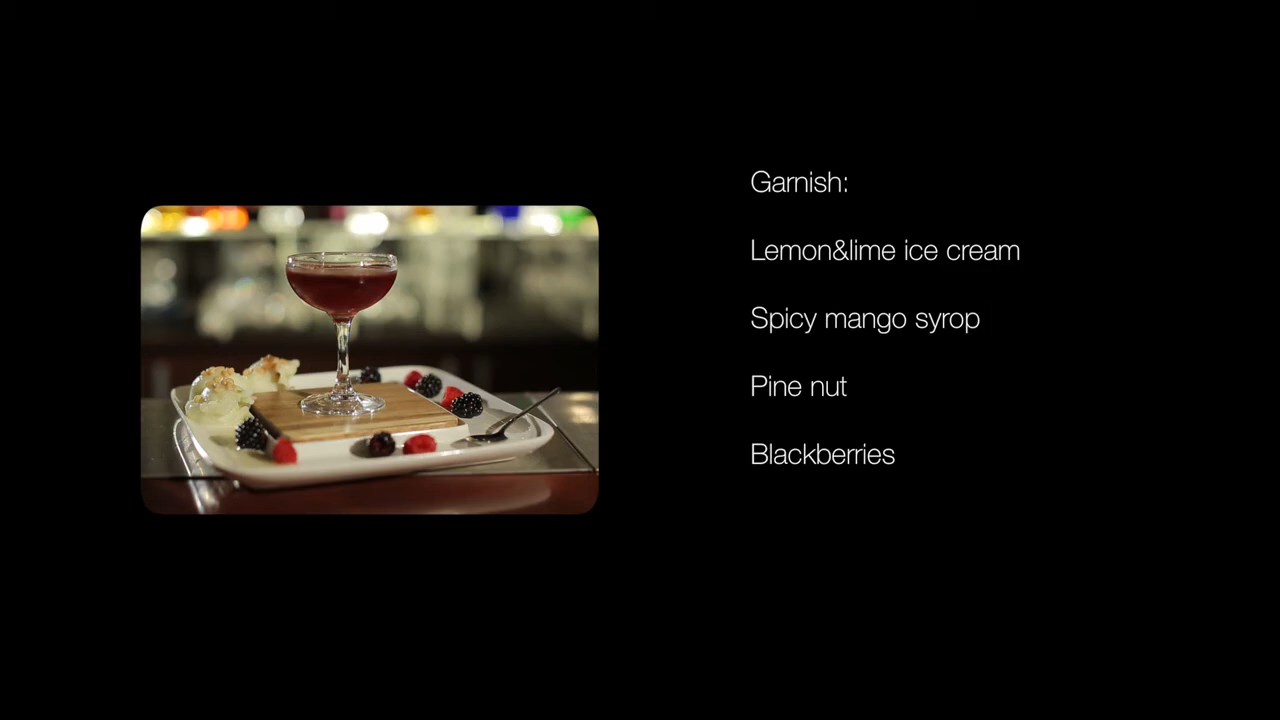 Garnish:
Lemon&lime ice cream
Spicy mango syrop
Pine nut
Blackberries